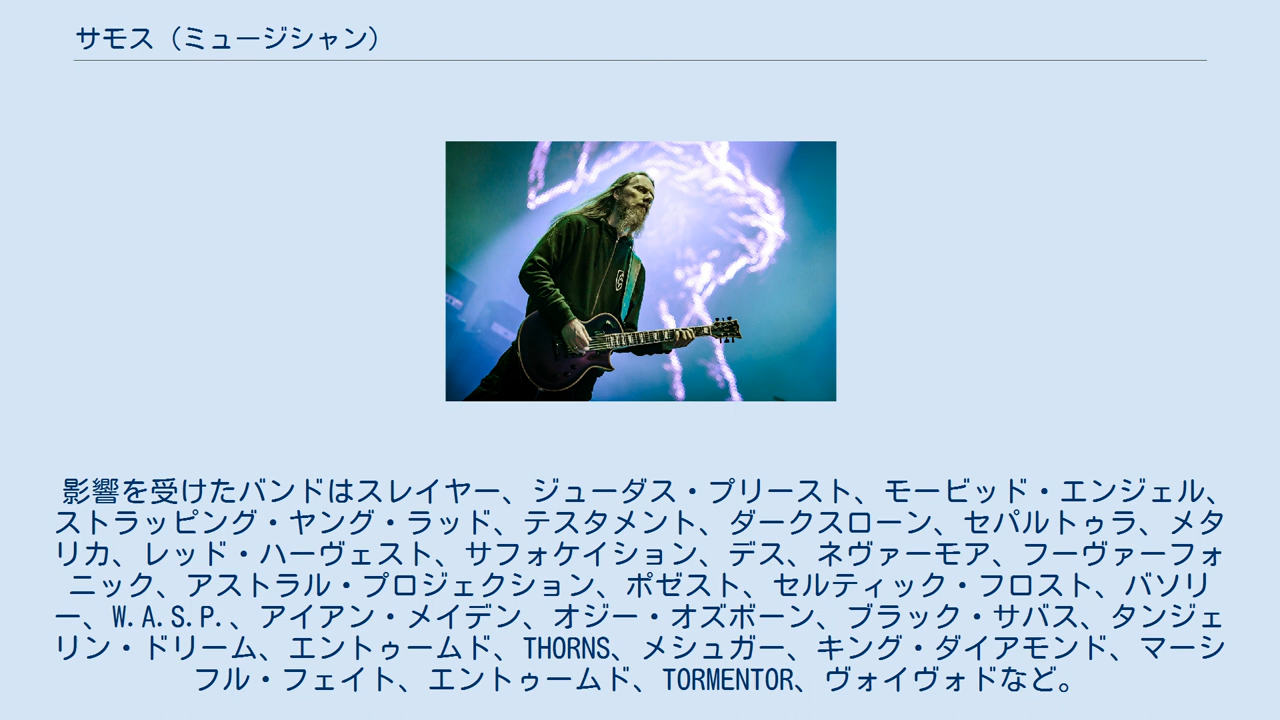 サモス（ミュージシャン）
影響を受けたバンドはスレイヤー、ジューダス・プリースト、モービッド・エンジェル、
ストラッピング・ヤング・ラッド、テスタメント、ダークスローン、セパルトゥラ、メタ
リカ、レッド・ハーヴェスト、サフォケイション、デス、ネヴァーモア、フーヴァーフォ
ニック、アストラル・プロジェクション、ポゼスト、セルティック・フロスト、バソリ
ー、W.A.S.P.、アイアン・メイデン、オジー・オズボーン、ブラック・サバス、タンジェ
リン・ドリーム、エントゥームド、THORNS、メシュガー、キング・ダイアモンド、マーシ
フル・フェイト、エントゥームド、TORMENTOR、ヴォイヴォドなど。